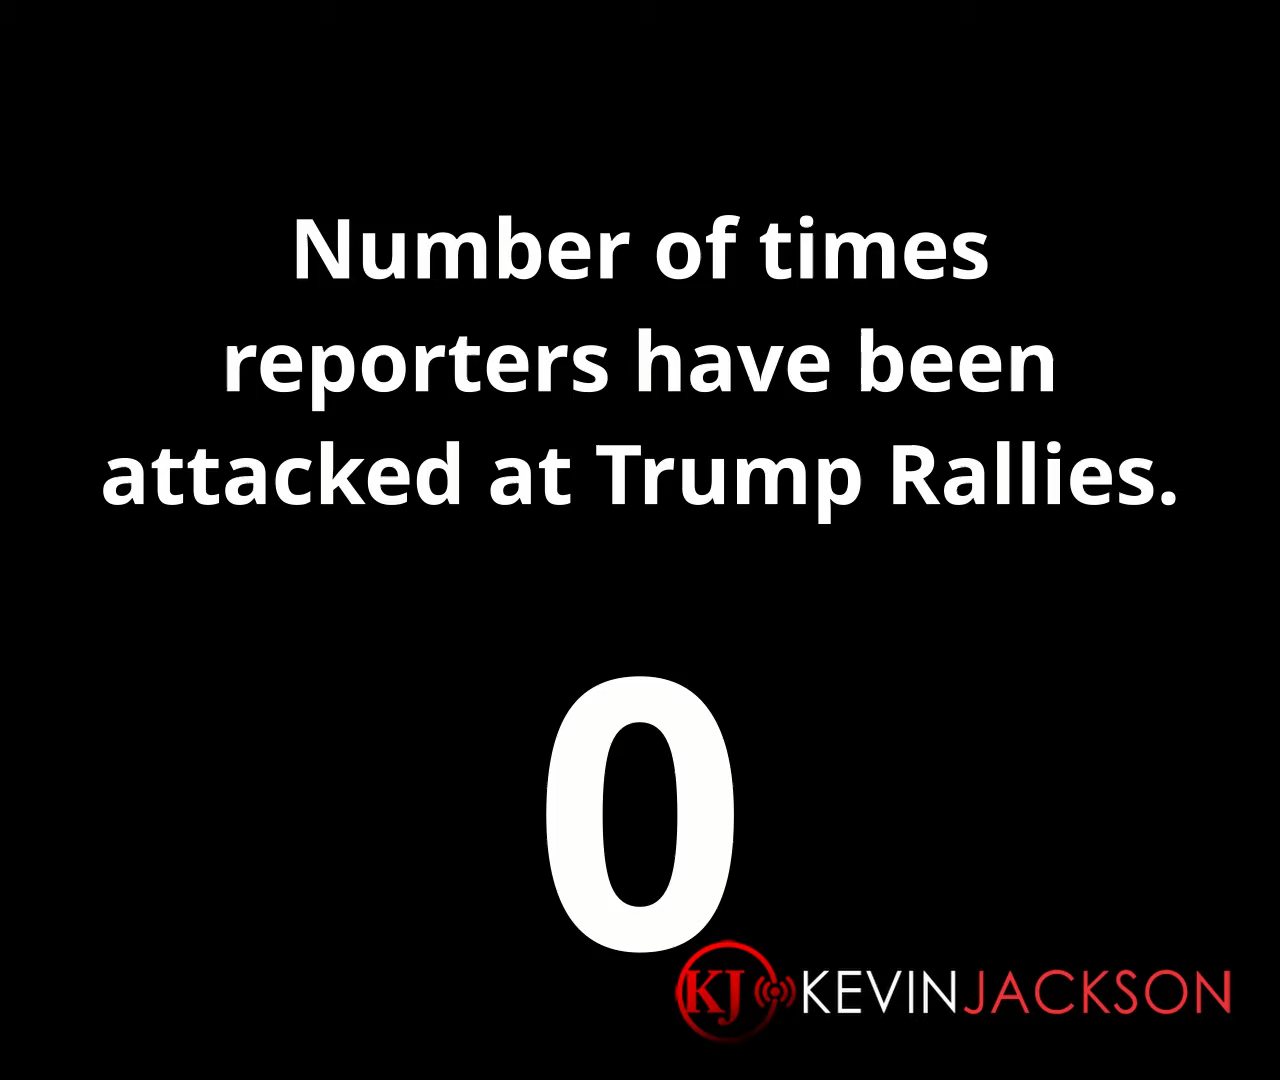 Number of times
reporters have been
attacked at Trump Rallies.
0
KJ KEVINJACKSON